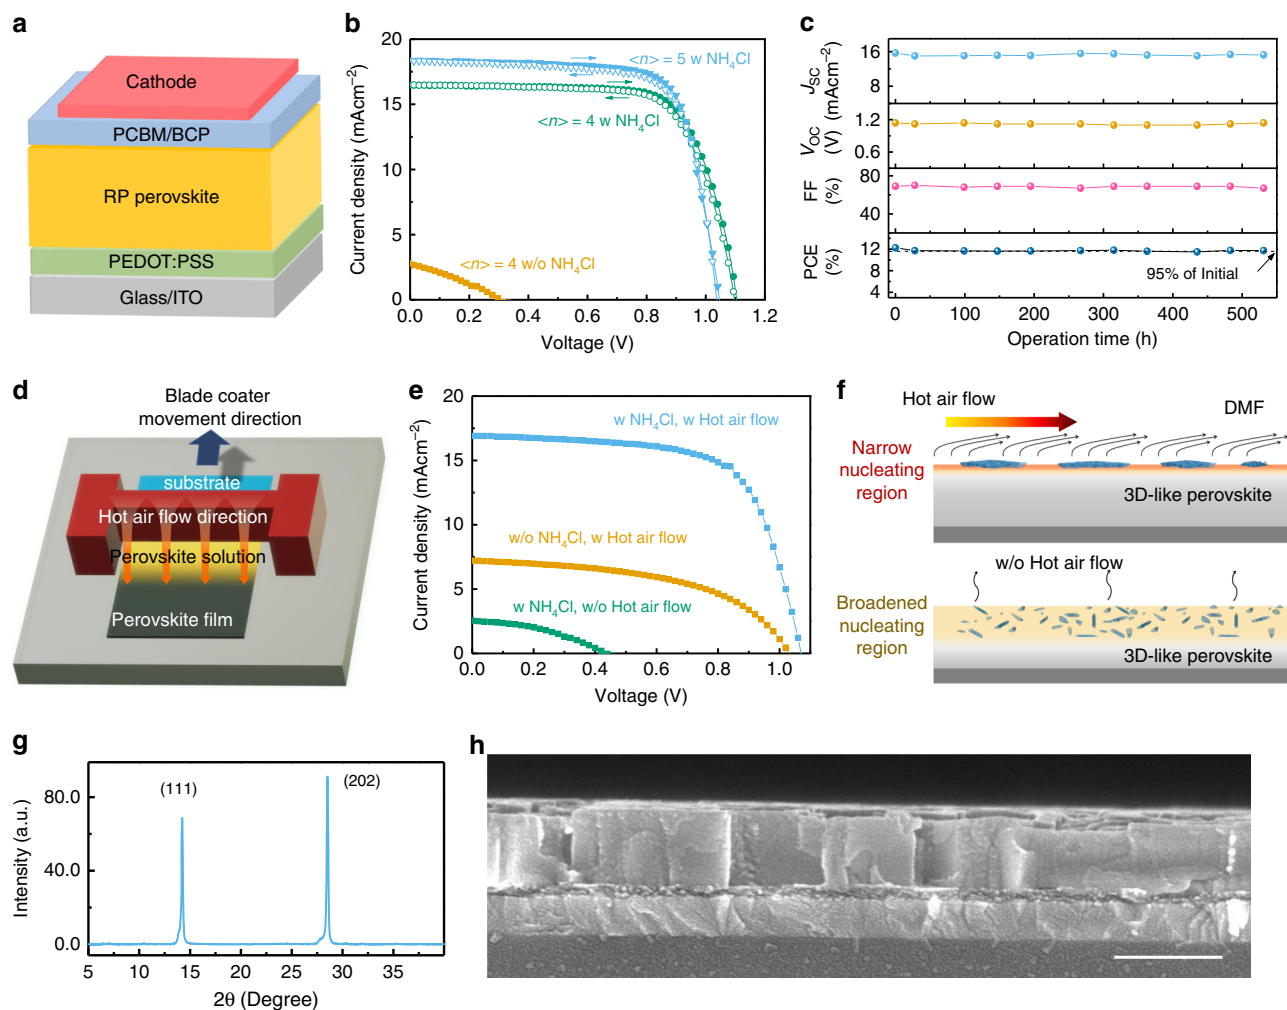 a
Cathode
PCBM/BCP
RP perovskite
PEDOT:PSS
Glass/ITO
b
Current density (mAcm⁻²)
20
15
10
5
0
<n> = 5 w NH₄Cl
<n> = 4 w NH₄Cl
<n> = 4 w/o NH₄Cl
0.0 0.2 0.4 0.6 0.8 1.0 1.2
Voltage (V)
c
J_SC (mAcm⁻²)
16
8
V_OC (V)
1.2
0.6
FF (%)
80
40
PCE (%)
12
4
95% of Initial
0 100 200 300 400 500
Operation time (h)
d
Blade coater
movement direction
substrate
Hot air flow direction
Perovskite solution
Perovskite film
e
Current density (mAcm⁻²)
20
15
10
5
0
w NH₄Cl, w Hot air flow
w/o NH₄Cl, w Hot air flow
w NH₄Cl, w/o Hot air flow
0.0 0.2 0.4 0.6 0.8 1.0
Voltage (V)
f
Hot air flow
DMF
Narrow
nucleating
region
3D-like perovskite
w/o Hot air flow
Broadened
nucleating
region
3D-like perovskite
g
Intensity (a.u.)
80.0
40.0
0.0
(111)
(202)
5 10 15 20 25 30 35
2θ (Degree)
h